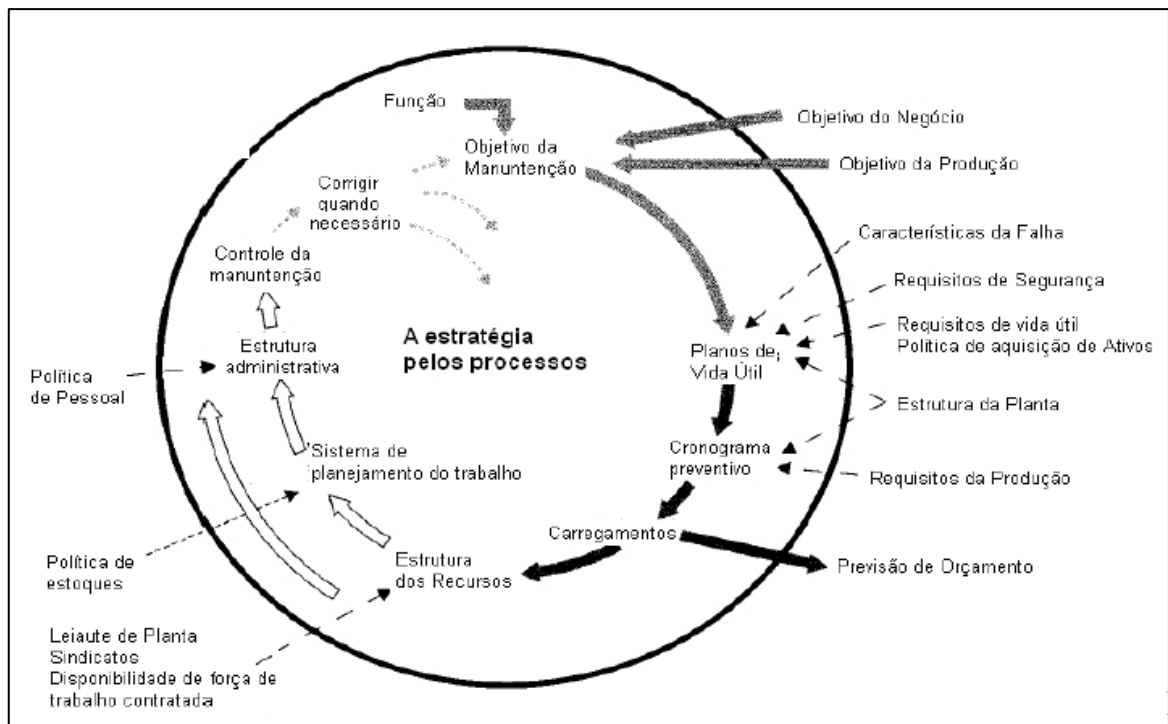 Função
Objetivo da
Manuntenção
Objetivo do Negócio
Objetivo da Produção
Corrigir
quando
necessário
Características da Falha
Controle da
manuntenção
Requisitos de Segurança
A estratégia
pelos processos
Requisitos de vida útil
Política de aquisição de Ativos
Planos de
Vida Útil
Estrutura
administrativa
Política
de Pessoal
Estrutura da Planta
Cronograma
preventivo
Requisitos da Produção
Sistema de
planejamento do trabalho
Carregamentos
Previsão de Orçamento
Política de
estoques
Estrutura
dos Recursos
Leiaute de Planta
Sindicatos
Disponibilidade de força de
trabalho contratada